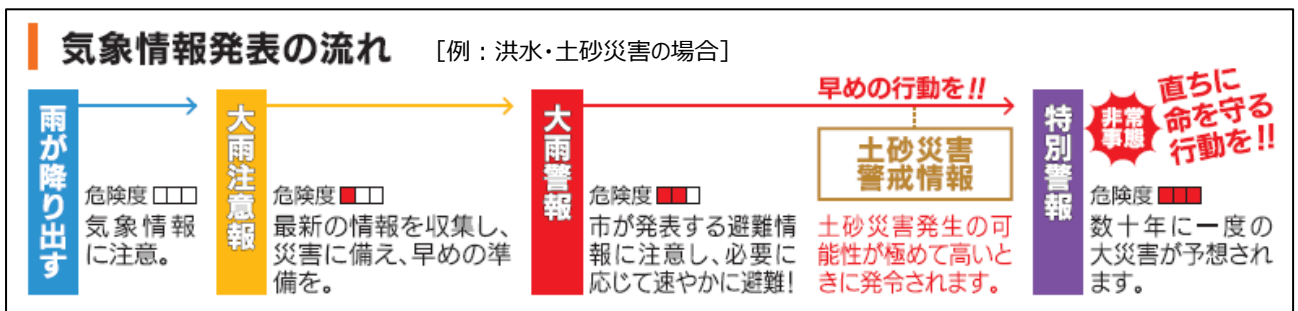 気象情報発表の流れ [例：洪水・土砂災害の場合]
雨が降り出す
危険度
気象情報
に注意。
大雨注意報
危険度
最新の情報を収集し、
災害に備え、早めの準
備を。
大雨警報
危険度
市が発表する避難情
報に注意し、必要に
応じて速やかに避難!
早めの行動を!!
土砂災害
警戒情報
土砂災害発生の可
能性が極めて高いと
きに発令されます。
特別警報
非常
事態
直ちに
命を守る
行動を!!
危険度
数十年に一度の
大災害が予想され
ます。